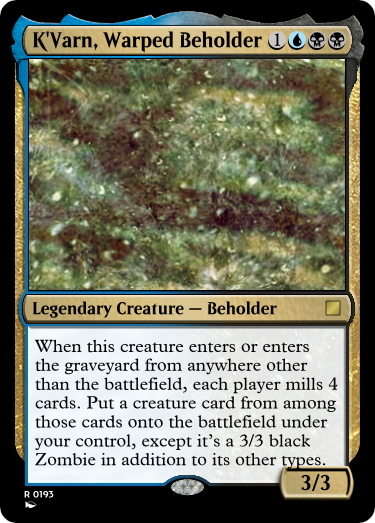 K'Varn, Warped Beholder 1
Legendary Creature — Beholder
When this creature enters or enters
the graveyard from anywhere other
than the battlefield, each player mills 4
cards. Put a creature card from among
those cards onto the battlefield under
your control, except it's a 3/3 black
Zombie in addition to its other types.
3/3
R 0193